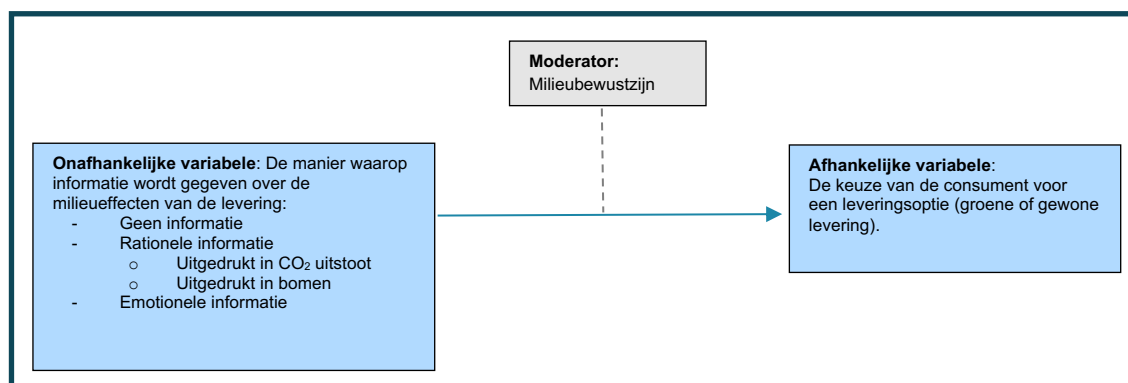 Moderator:
Milieubewustzijn
Onafhankelijke variabele: De manier waarop
informatie wordt gegeven over de
milieueffecten van de levering:
- Geen informatie
- Rationele informatie
o Uitgedrukt in CO₂ uitstoot
o Uitgedrukt in bomen
- Emotionele informatie
Afhankelijke variabele:
De keuze van de consument voor
een leveringsoptie (groene of gewone
levering).